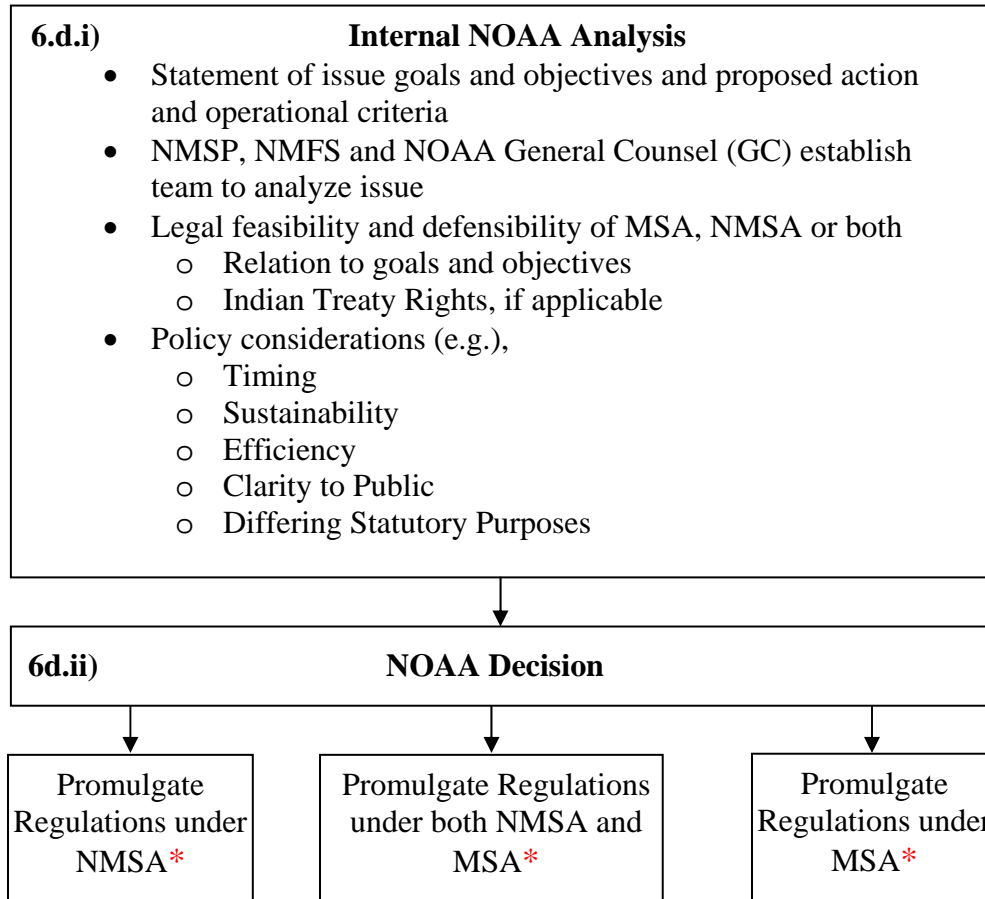 6.d.i) Internal NOAA Analysis
• Statement of issue goals and objectives and proposed action
and operational criteria
• NMSP, NMFS and NOAA General Counsel (GC) establish
team to analyze issue
• Legal feasibility and defensibility of MSA, NMSA or both
o Relation to goals and objectives
o Indian Treaty Rights, if applicable
• Policy considerations (e.g.),
o Timing
o Sustainability
o Efficiency
o Clarity to Public
o Differing Statutory Purposes
6d.ii) NOAA Decision
Promulgate
Regulations under
NMSA*
Promulgate Regulations
under both NMSA and
MSA*
Promulgate
Regulations under
MSA*